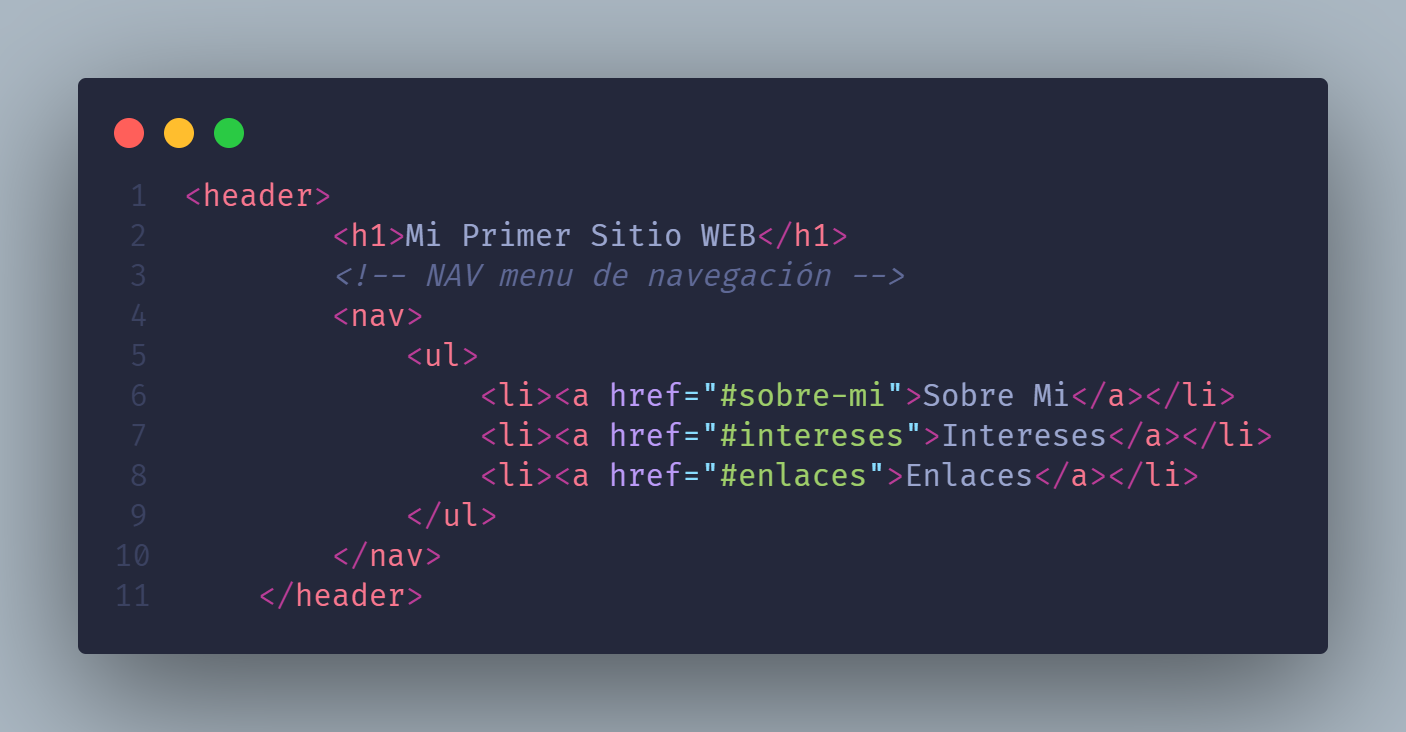 1 <header>
2         <h1>Mi Primer Sitio WEB</h1>
3         <!-- NAV menu de navegación -->
4         <nav>
5             <ul>
6                 <li><a href="#sobre-mi">Sobre Mi</a></li>
7                 <li><a href="#intereses">Intereses</a></li>
8                 <li><a href="#enlaces">Enlaces</a></li>
9             </ul>
10         </nav>
11     </header>